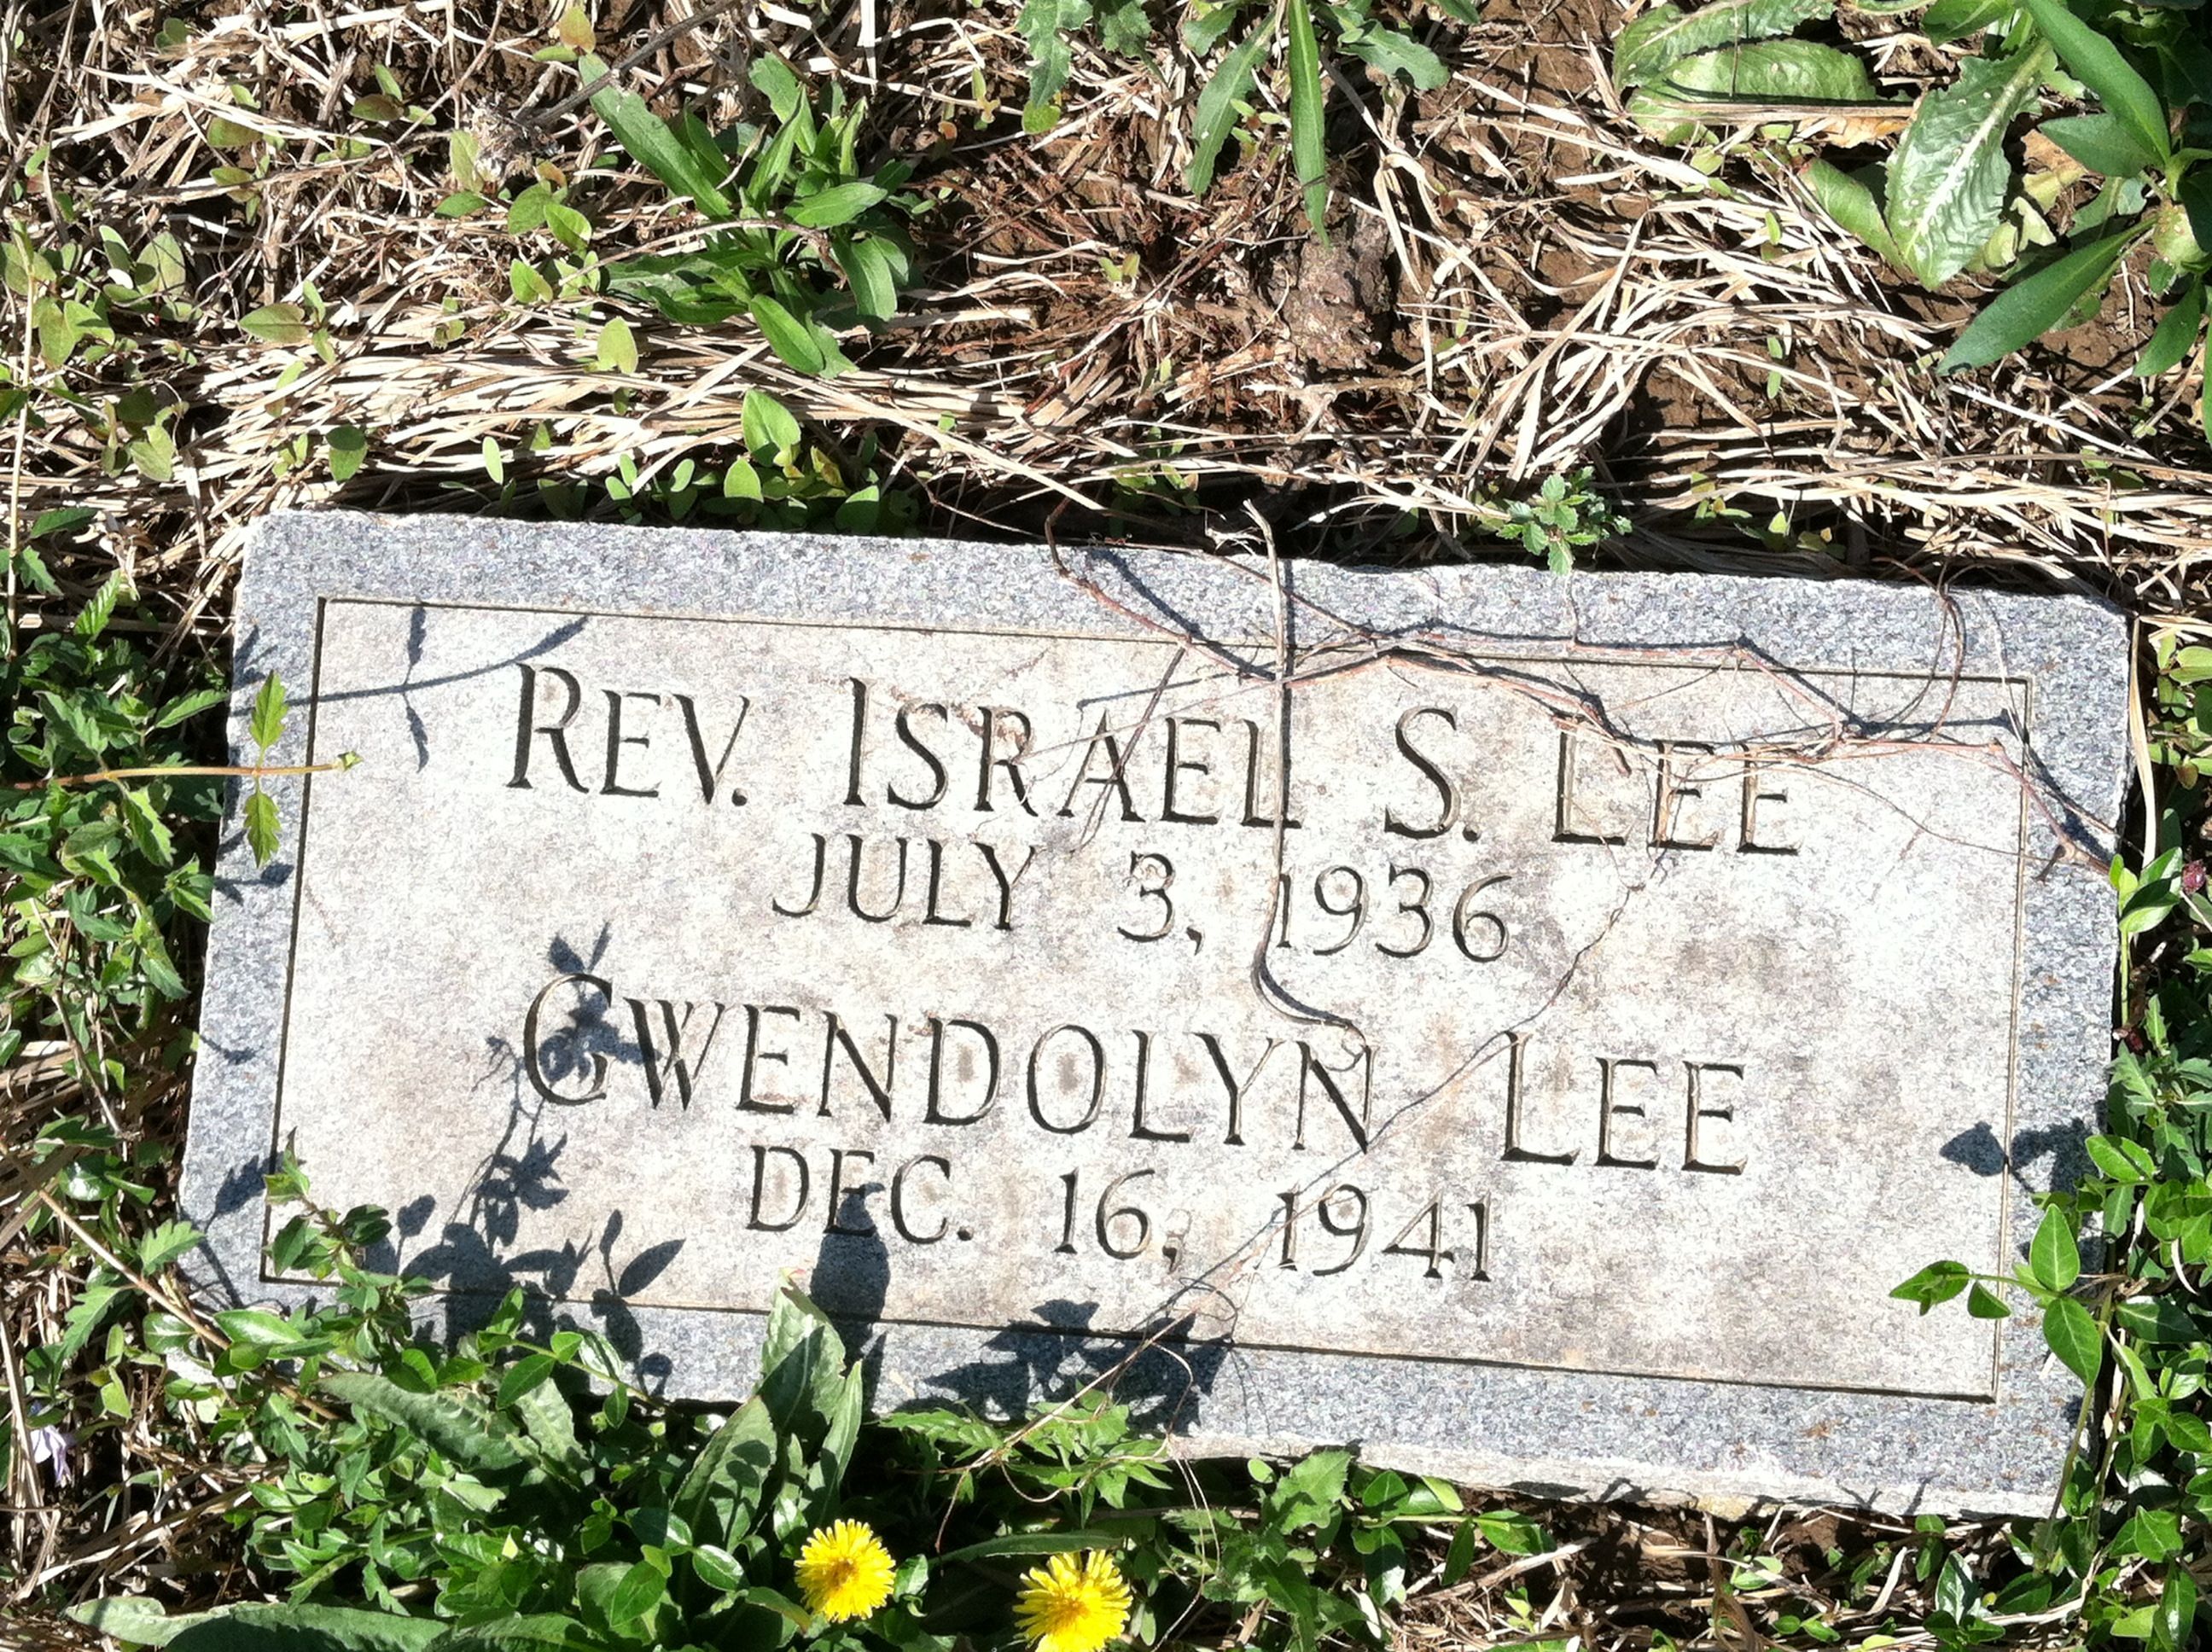 REV. ISRAEL S. LEE
JULY 3, 1936
GWENDOLYN LEE
DEC. 16, 1941